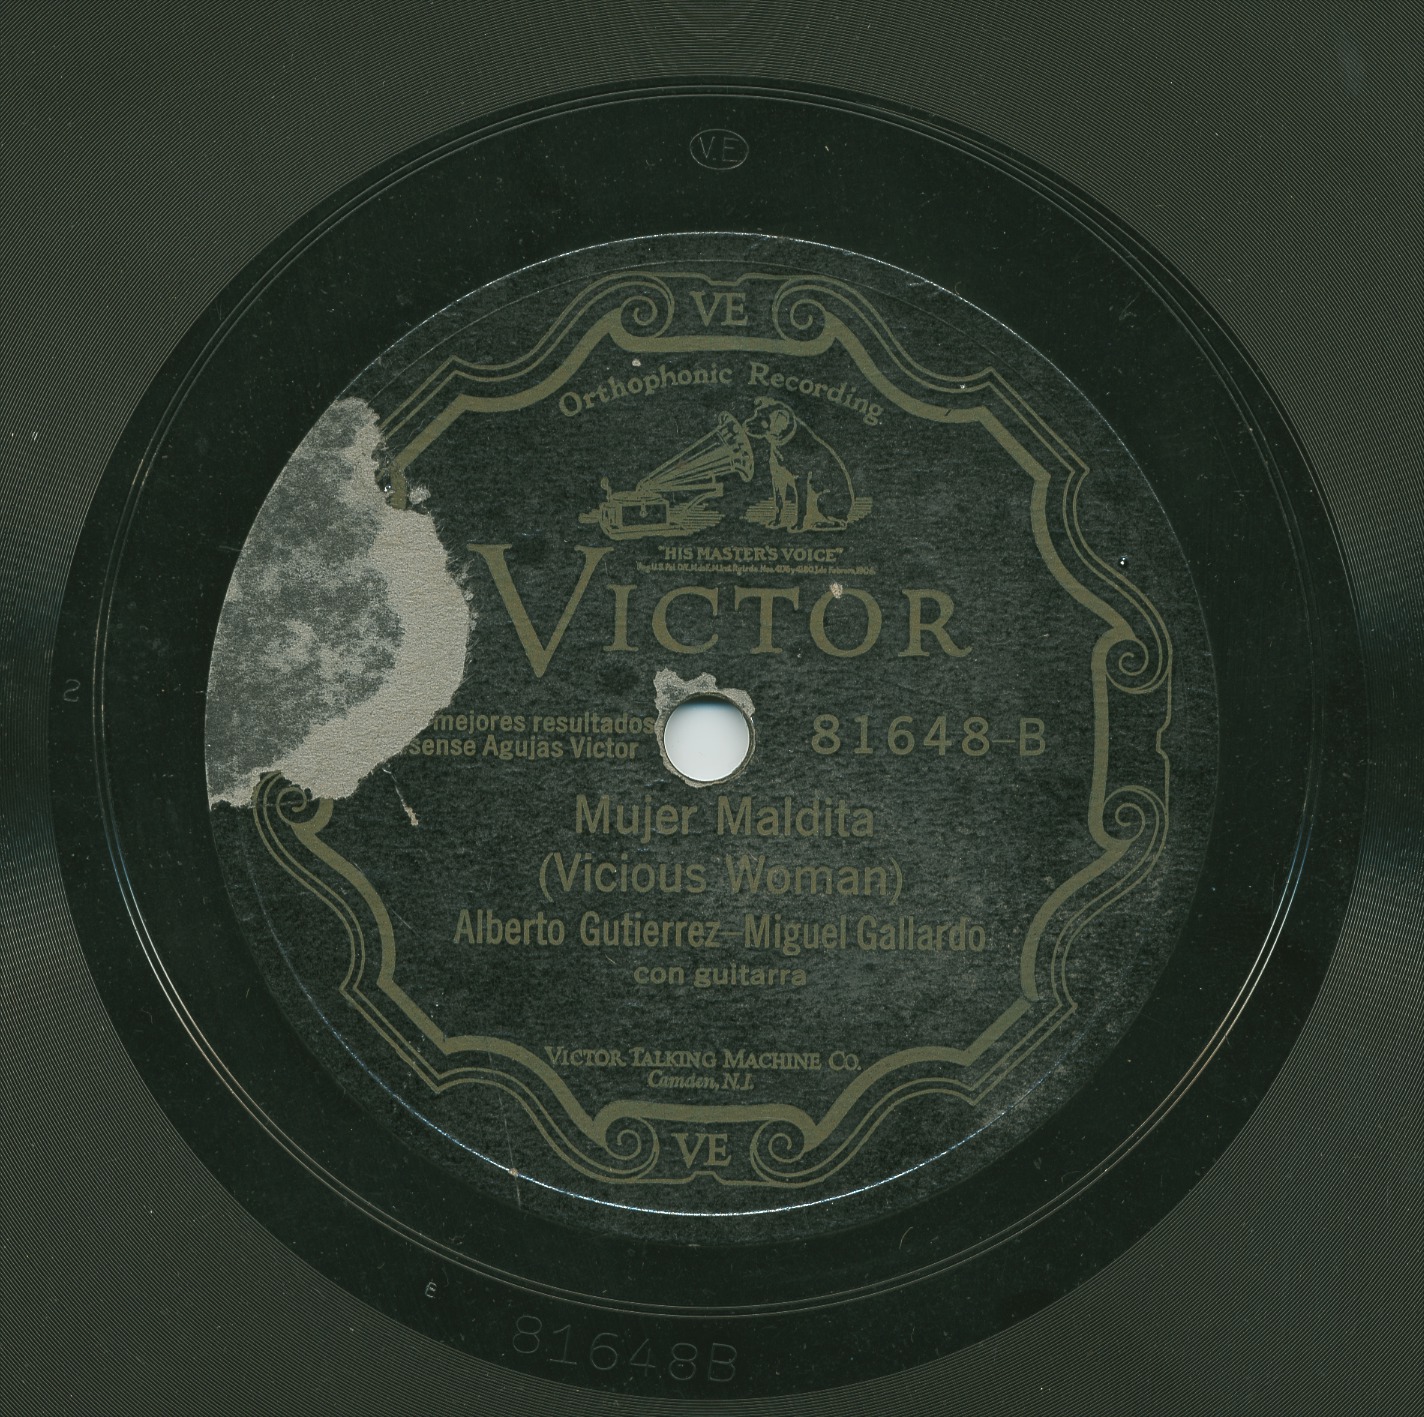 V.E
VE
Orthophonic Recording
"HIS MASTER'S VOICE"
VICTOR
mejores resultados
sense Agujas Victor
81648-B
Mujer Maldita
(Vicious Woman)
Alberto Gutierrez-Miguel Gallardo
con guitarra
VICTOR TALKING MACHINE CO.
Camden, N.J.
VE
2
E
81648B